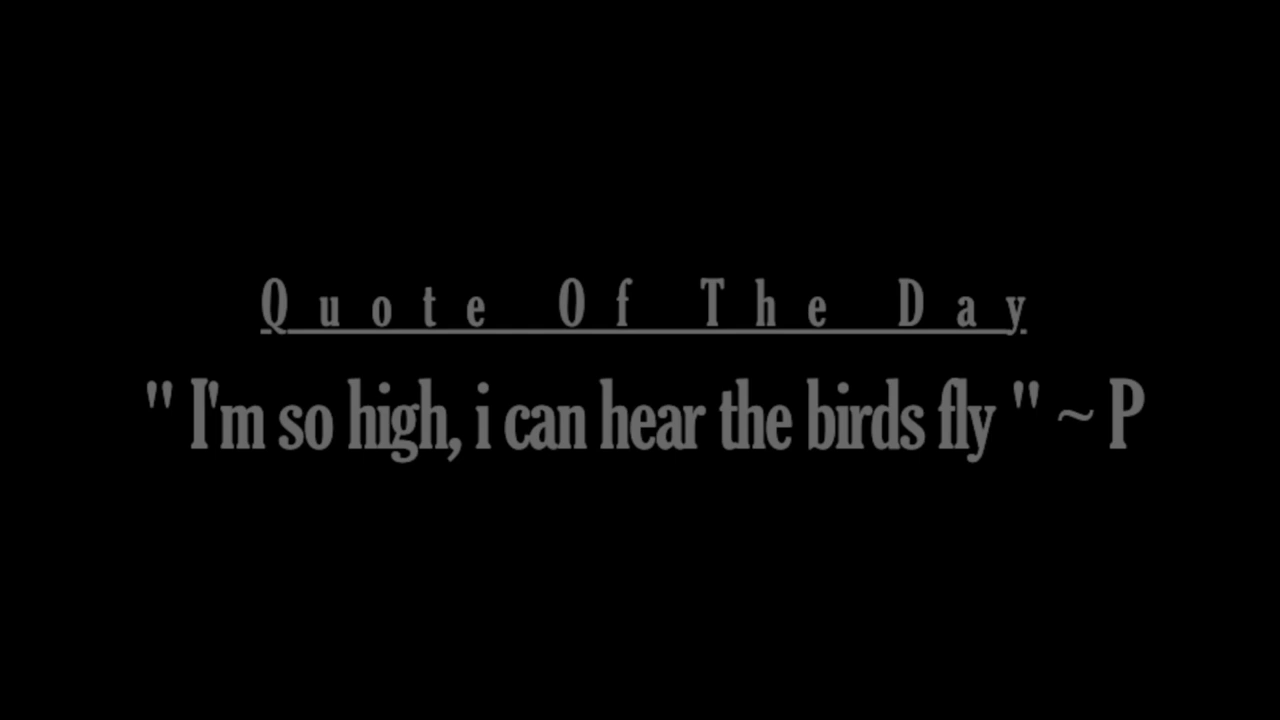 Quote Of The Day
" I'm so high, i can hear the birds fly " ~ P